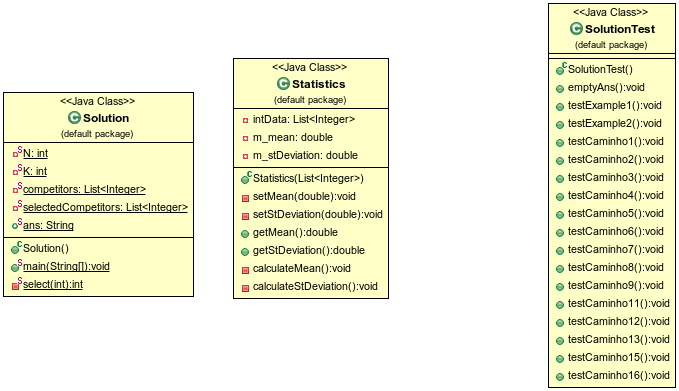 <<Java Class>>
Solution
(default package)
N: int
K: int
competitors: List<Integer>
selectedCompetitors: List<Integer>
ans: String
Solution()
main(String[]):void
select(int):int
<<Java Class>>
Statistics
(default package)
intData: List<Integer>
m_mean: double
m_stDeviation: double
Statistics(List<Integer>)
setMean(double):void
setStDeviation(double):void
getMean():double
getStDeviation():double
calculateMean():void
calculateStDeviation():void
<<Java Class>>
SolutionTest
(default package)
SolutionTest()
emptyAns():void
testExample1():void
testExample2():void
testCaminho1():void
testCaminho2():void
testCaminho3():void
testCaminho4():void
testCaminho5():void
testCaminho6():void
testCaminho7():void
testCaminho8():void
testCaminho9():void
testCaminho11():void
testCaminho12():void
testCaminho13():void
testCaminho15():void
testCaminho16():void